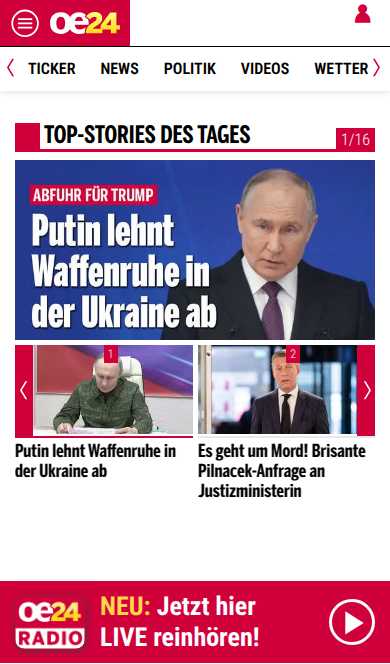 oe24
TICKER NEWS POLITIK VIDEOS WETTER
TOP-STORIES DES TAGES
1/16
ABFUHR FÜR TRUMP
Putin lehnt
Waffenruhe in
der Ukraine ab
1
2
Putin lehnt Waffenruhe in
der Ukraine ab
Es geht um Mord! Brisante
Pilnacek-Anfrage an
Justizministerin
oe24
RADIO
NEU: Jetzt hier
LIVE reinhören!